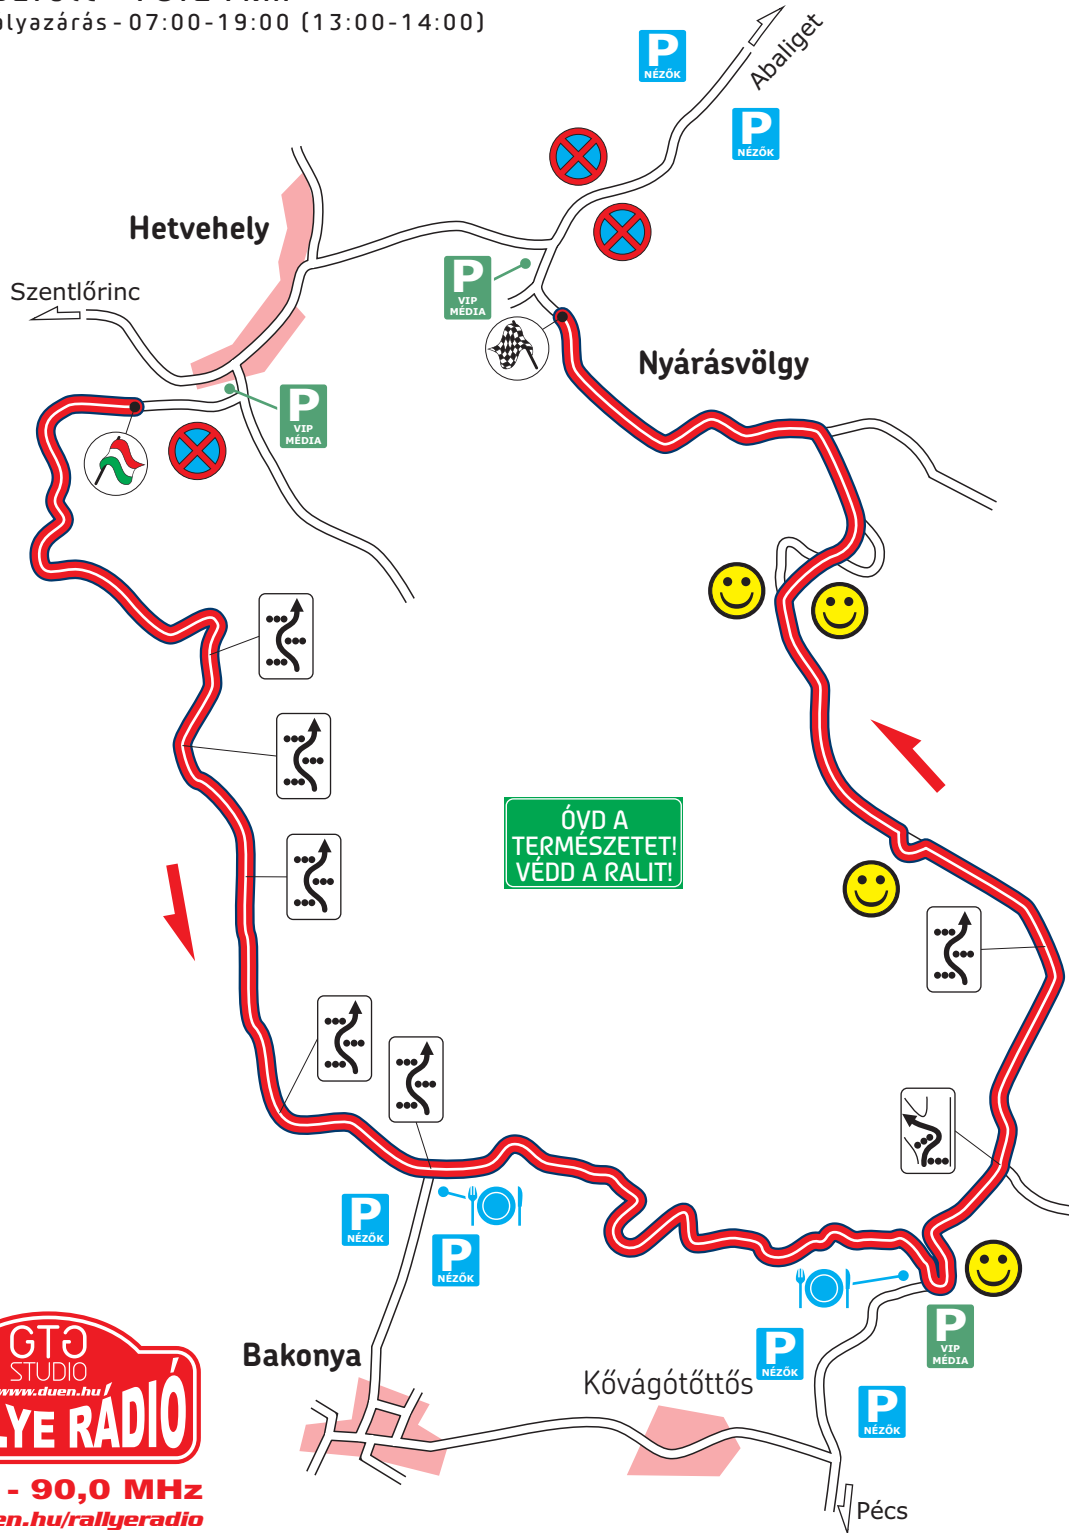 lyazárás - 07:00-19:00 (13:00-14:00)
Abaliget
P
NÉZŐK
P
NÉZŐK
Hetvehely
P
VIP
MÉDIA
Szentlőrinc
Nyárásvölgy
P
VIP
MÉDIA
ÓVD A
TERMÉSZETET!
VÉDD A RALIT!
P
NÉZŐK
P
NÉZŐK
P
VIP
MÉDIA
GTG
STUDIO
www.duen.hu
LYE RÁDIÓ
- 90,0 MHz
en.hu/rallyeradio
Bakonya
Kővágótőttős
P
NÉZŐK
P
NÉZŐK
Pécs